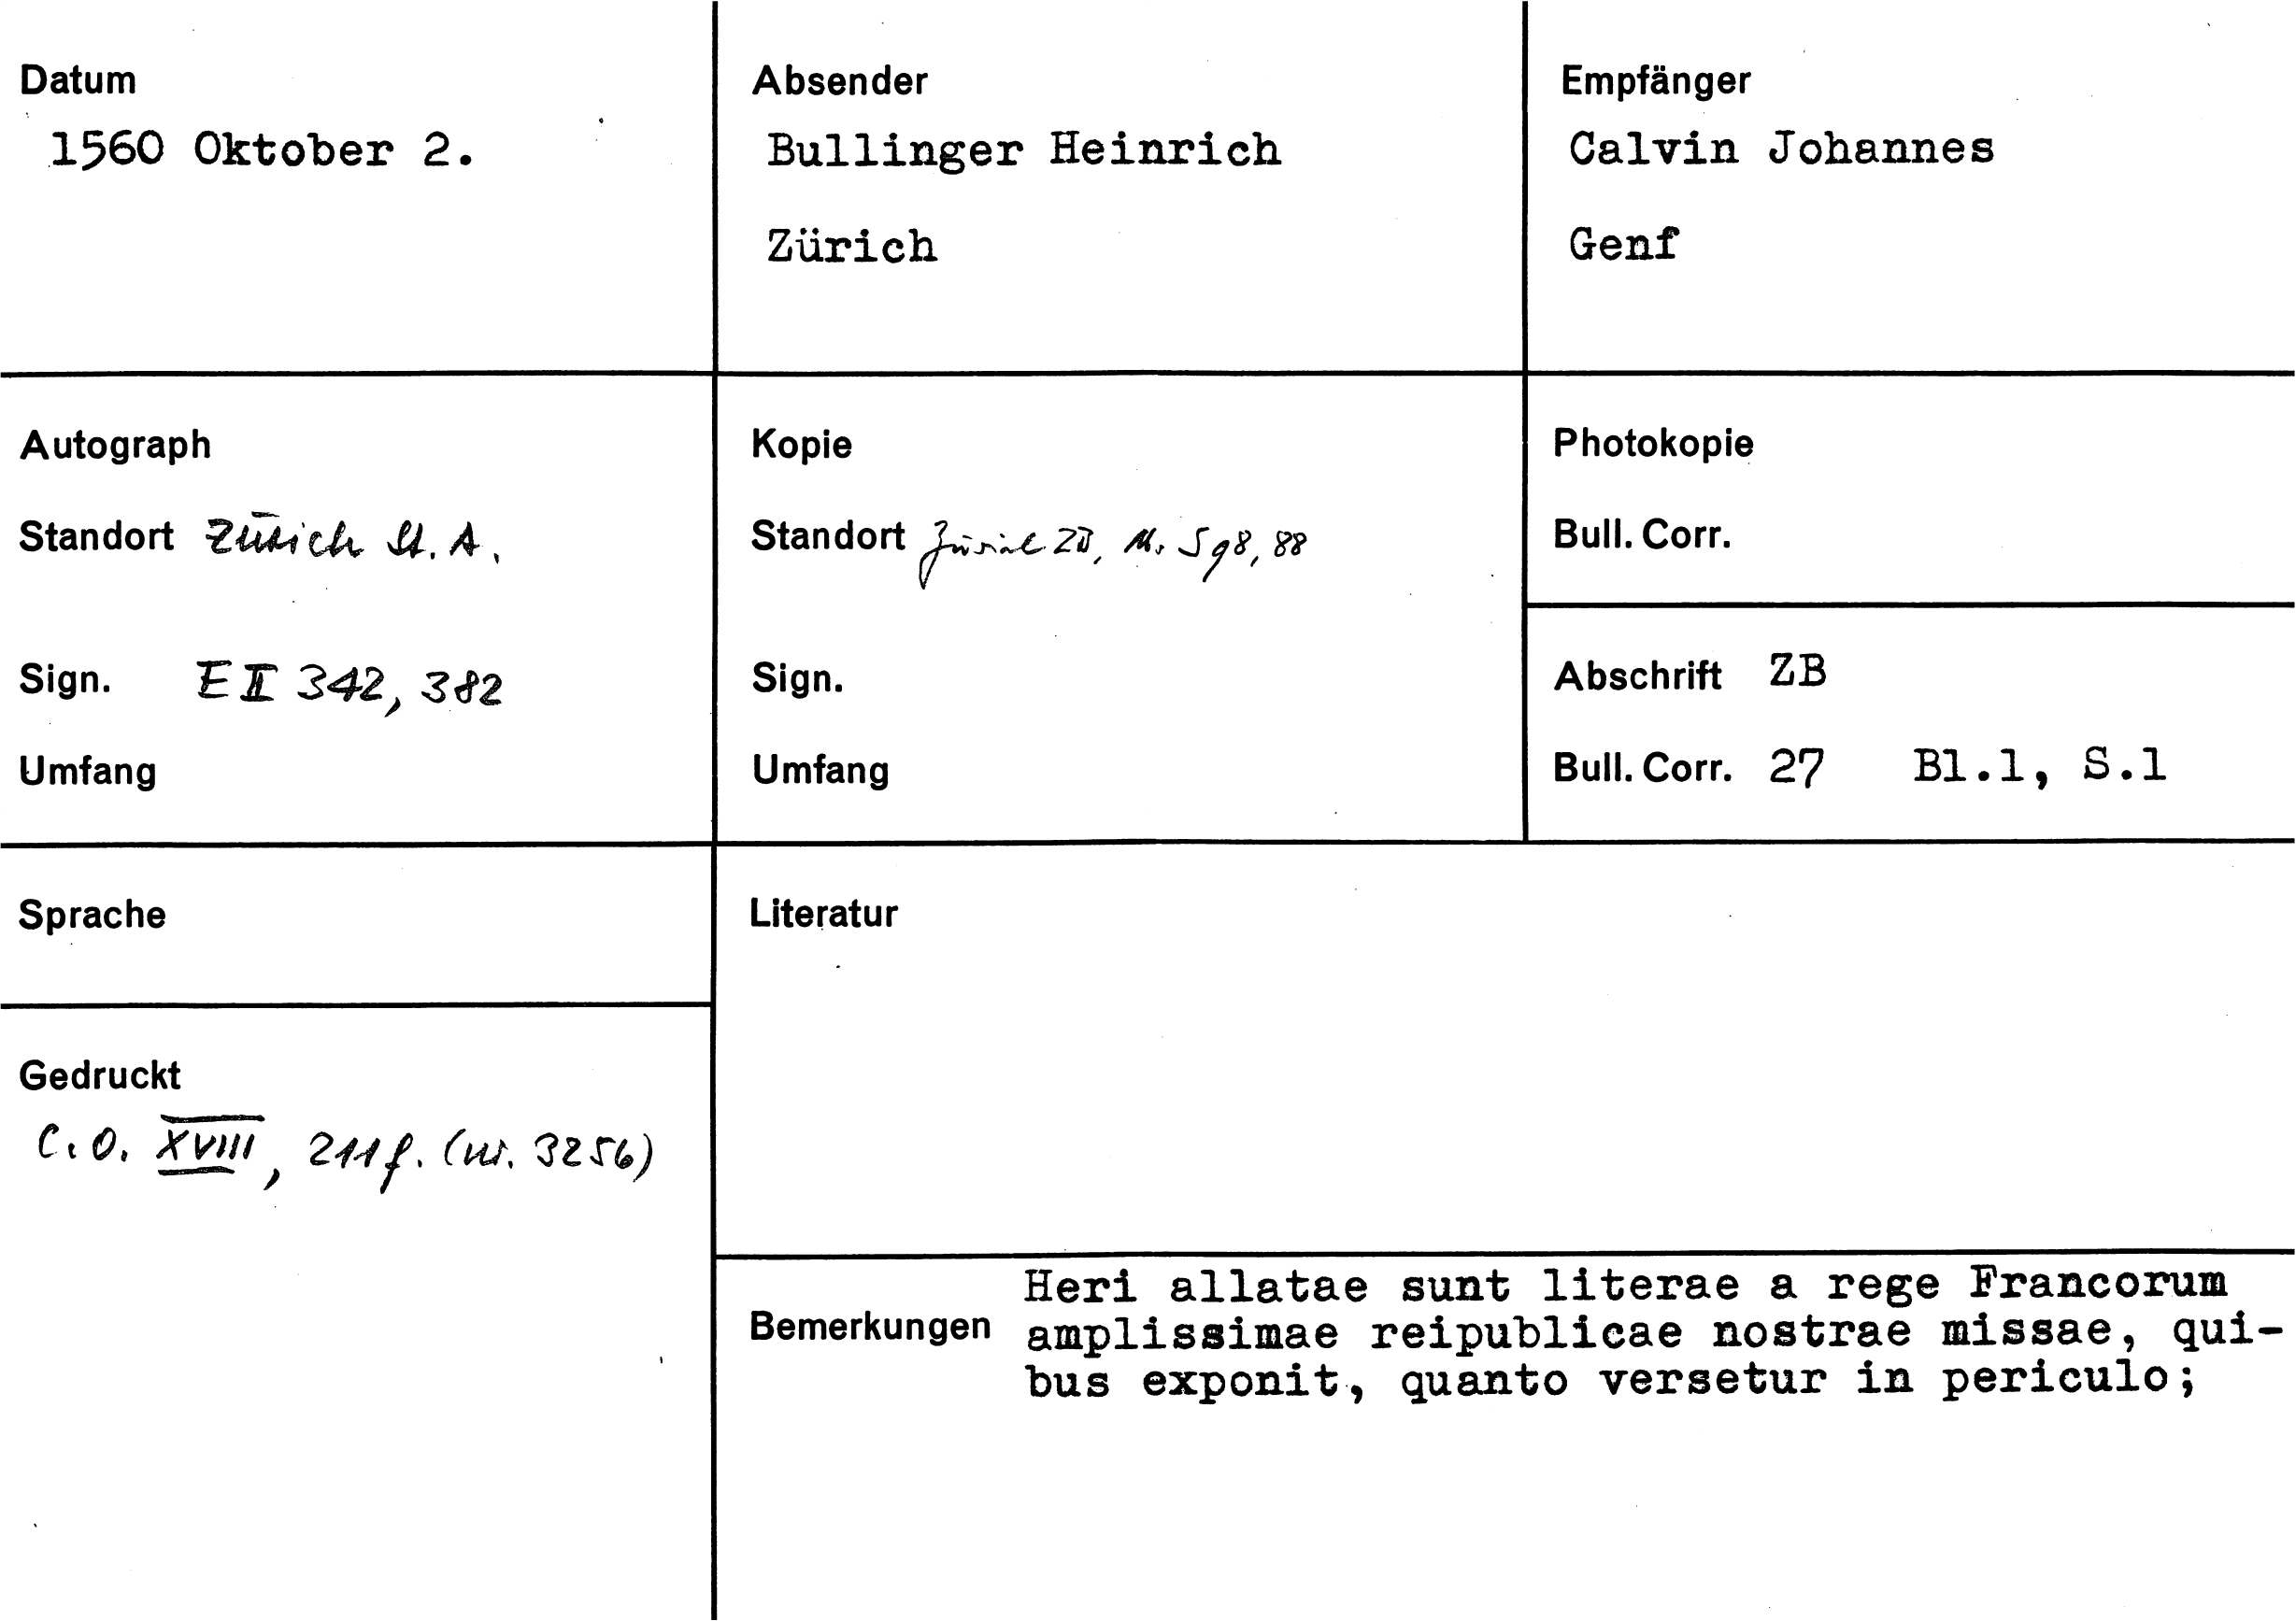 Datum
1560 Oktober 2.
Absender
Bullinger Heinrich
Zürich
Empfänger
Calvin Johannes
Genf
Autograph
Standort Zürich St. A.
Sign. E II 342, 382
Umfang
Kopie
Standort Zürich ZB, Ms. S 98, 88
Sign.
Umfang
Photokopie
Bull. Corr.
Abschrift ZB
Bull. Corr. 27 Bl.1, S.1
Sprache
Gedruckt
C.O. XVIII, 211f. (nr. 3256)
Literatur
Bemerkungen
Heri allatae sunt literae a rege Francorum
amplissimae reipublicae nostrae missae, qui-
bus exponit, quanto versetur in periculo;